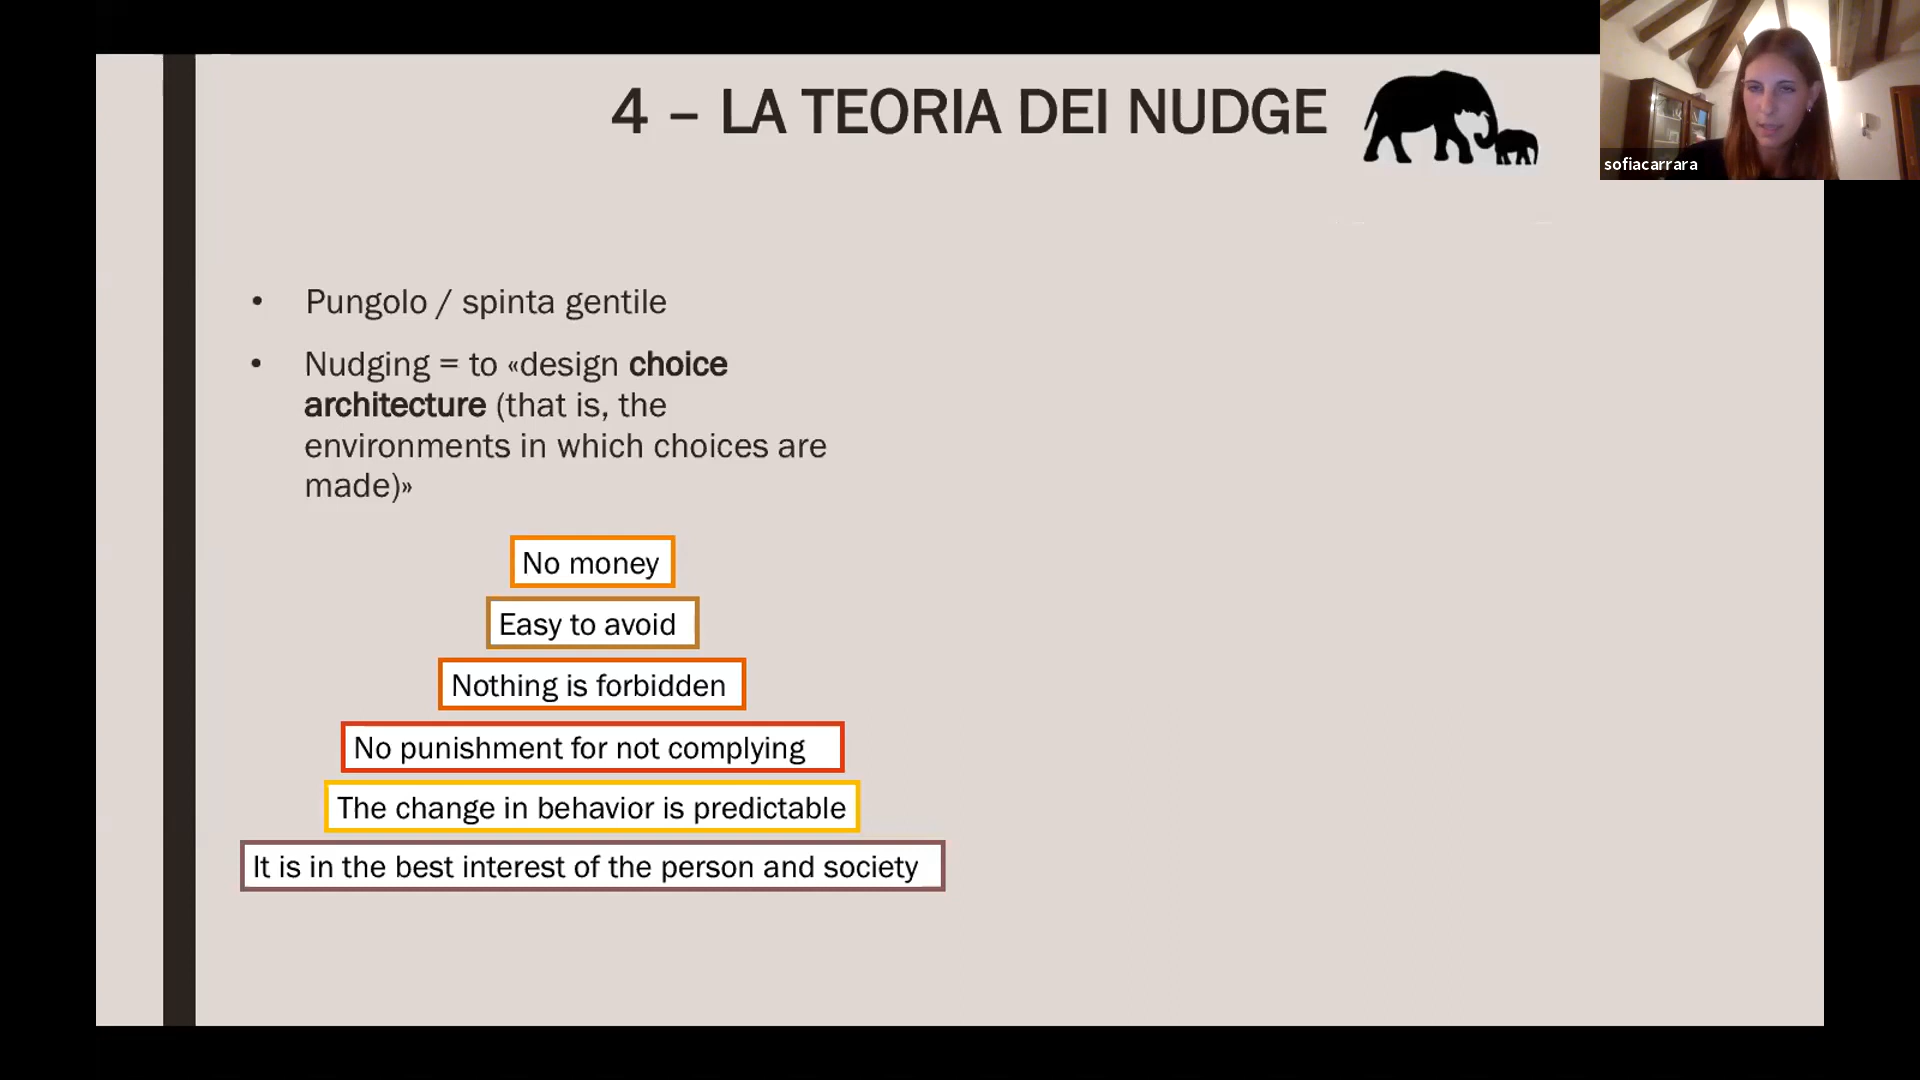 4 – LA TEORIA DEI NUDGE
sofiacarrara
• Pungolo / spinta gentile
• Nudging = to «design choice
architecture (that is, the
environments in which choices are
made)»
No money
Easy to avoid
Nothing is forbidden
No punishment for not complying
The change in behavior is predictable
It is in the best interest of the person and society